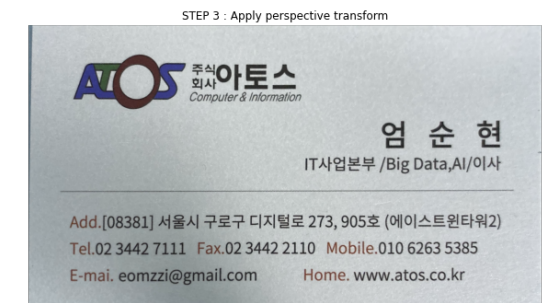 STEP 3 : Apply perspective transform
ATOS 주식회사 아토스
Computer & Information
엄 순 현
IT사업본부 /Big Data,AI/이사
Add.[08381] 서울시 구로구 디지털로 273, 905호 (에이스트윈타워2)
Tel.02 3442 7111 Fax.02 3442 2110 Mobile.010 6263 5385
E-mai. eomzzi@gmail.com Home. www.atos.co.kr